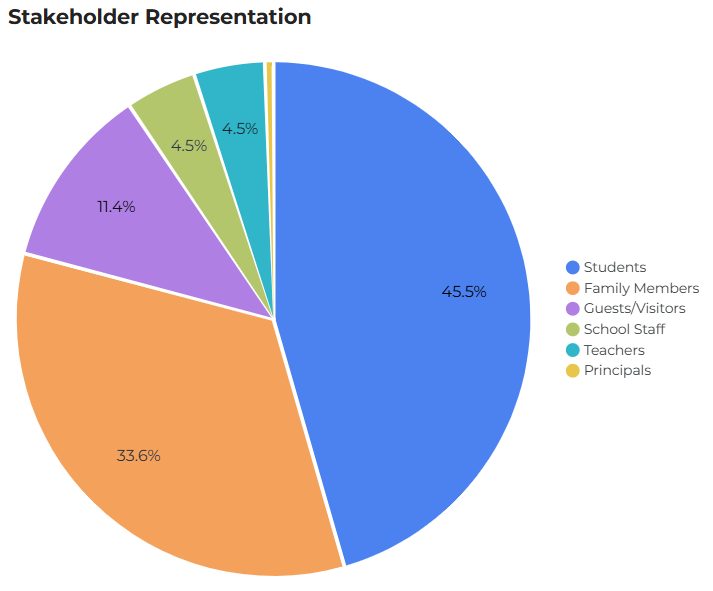 Stakeholder Representation
4.5%
4.5%
11.4%
45.5%
33.6%
Students
Family Members
Guests/Visitors
School Staff
Teachers
Principals